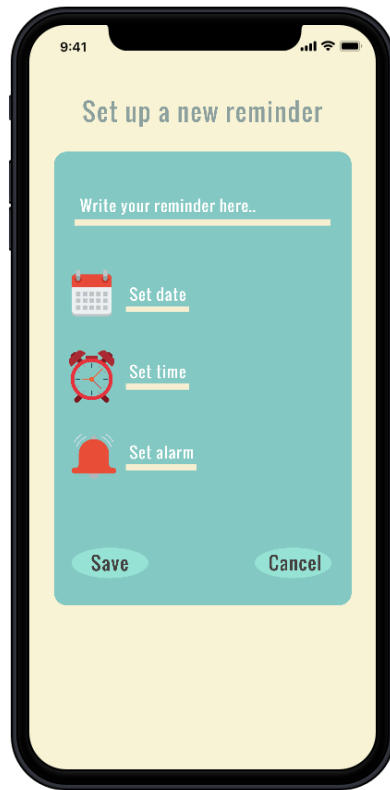 9:41
Set up a new reminder
Write your reminder here..
Set date
Set time
Set alarm
Save
Cancel